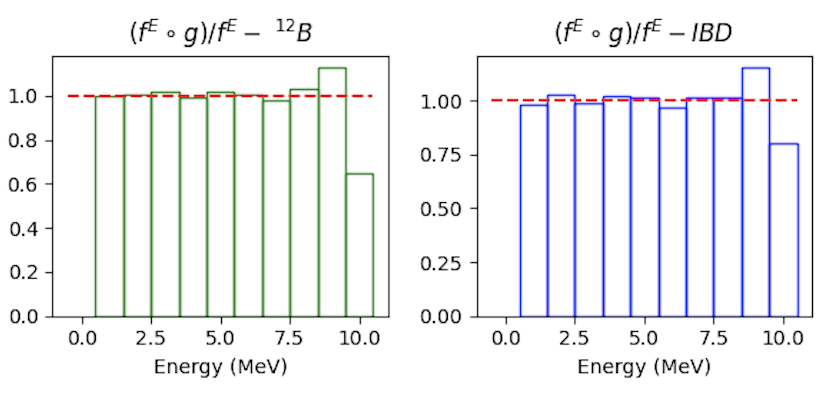 (f^E ∘ g)/f^E − ^12B
1.0
0.8
0.6
0.4
0.2
0.0
0.0 2.5 5.0 7.5 10.0
Energy (MeV)
(f^E ∘ g)/f^E − IBD
1.00
0.75
0.50
0.25
0.00
0.0 2.5 5.0 7.5 10.0
Energy (MeV)